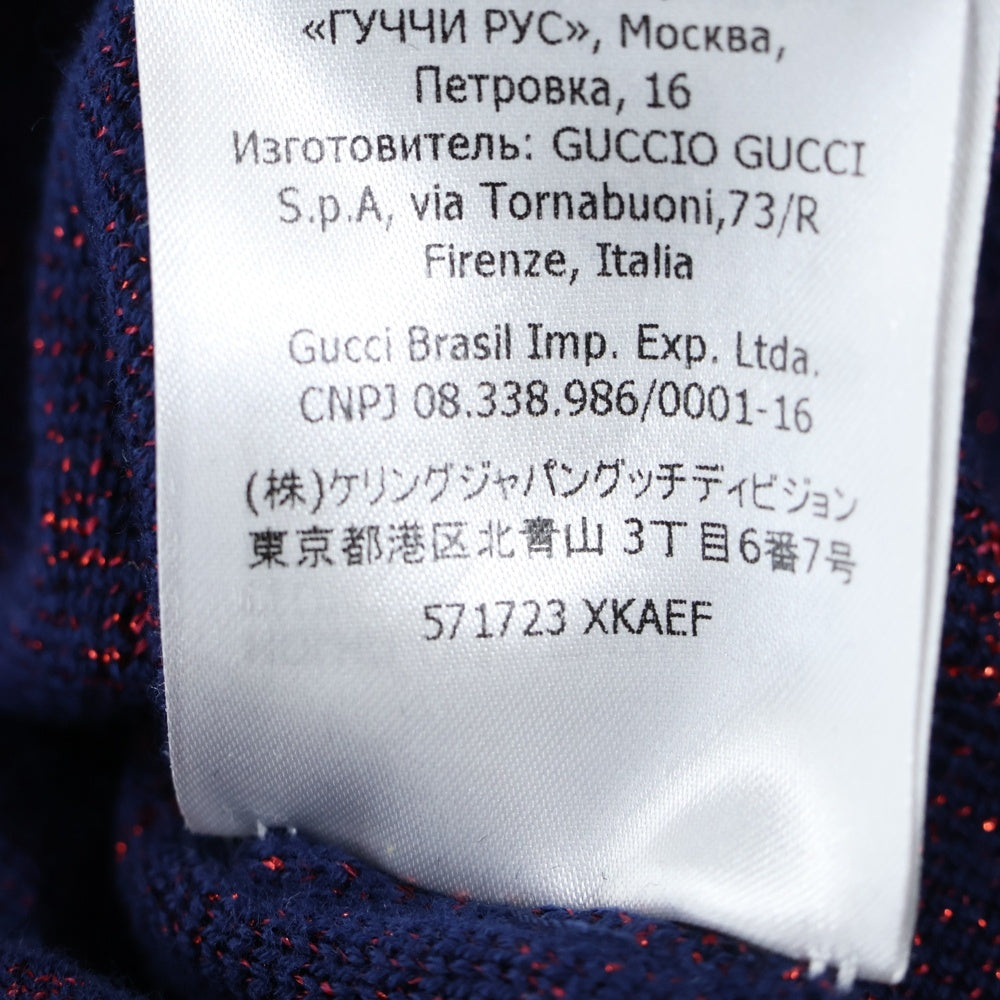 «ГУЧЧИ РУС», Москва,
Петровка, 16
Изготовитель: GUCCIO GUCCI
S.p.A, via Tornabuoni,73/R
Firenze, Italia
Gucci Brasil Imp. Exp. Ltda.
CNPJ 08.338.986/0001-16
(株)ケリングジャパングッチディビジョン
東京都港区北青山 3丁目6番7号
571723 XKAEF